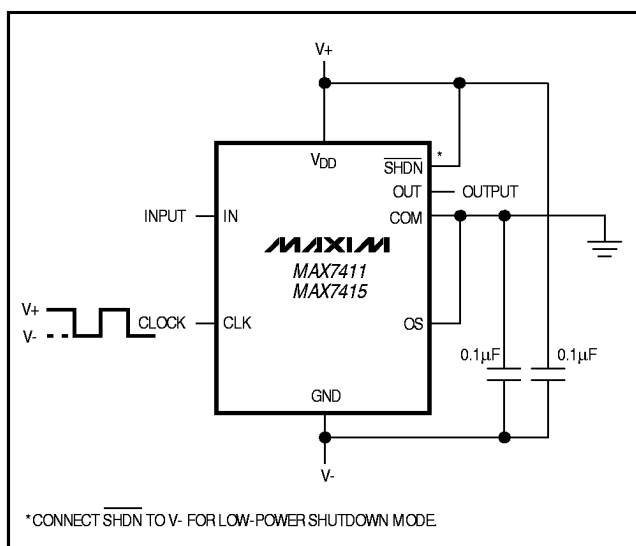 V+
VDD
SHDN *
OUT OUTPUT
INPUT IN
COM
MAXIM
MAX7411
MAX7415
V+
CLOCK CLK
V-
OS
0.1µF 0.1µF
GND
V-
*CONNECT SHDN TO V- FOR LOW-POWER SHUTDOWN MODE.